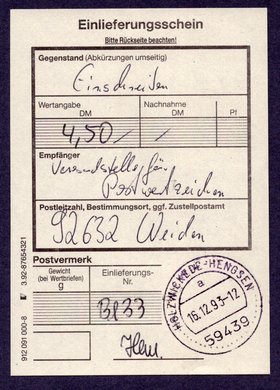 Einlieferungsschein
Bitte Rückseite beachten!
Gegenstand (Abkürzungen umseitig)
Einschreiben
Wertangabe
DM
Nachnahme
DM
Pf
4,50
Empfänger
Versandstelle für
Postwertzeichen
Postleitzahl, Bestimmungsort, ggf. Zustellpostamt
92632 Weiden
Postvermerk
Gewicht
(bei Wertbriefen)
g
Einlieferungs-
Nr.
HOLZWICKEDE-HENGSEN
a
16.12.93-12
59439
912 091 000-8
3.92-87654321